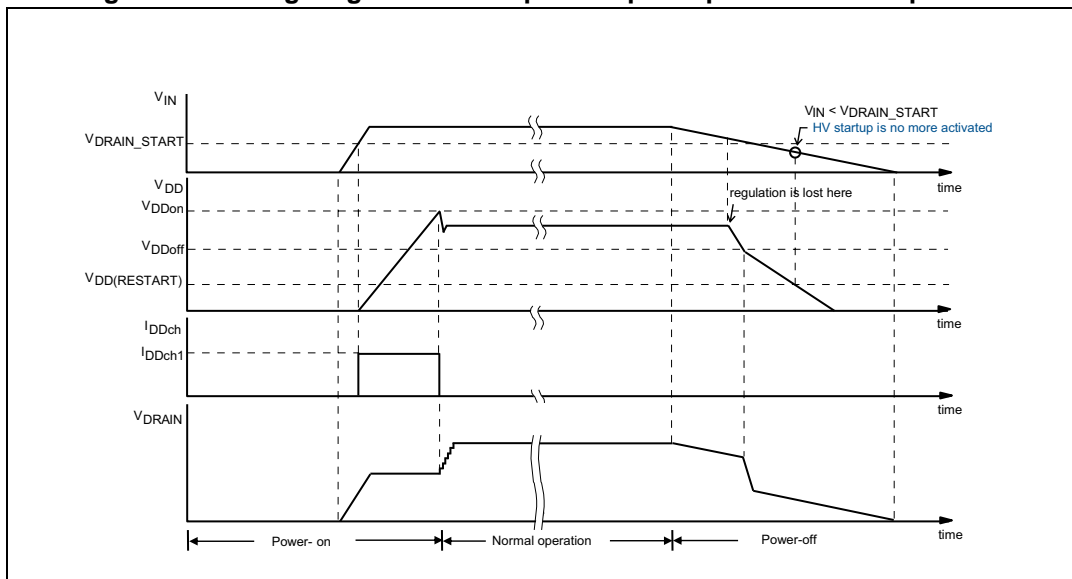 VIN
VIN < VDRAIN_START
HV startup is no more activated
VDRAIN_START
time
VDD
VDDon
regulation is lost here
VDDoff
VDD(RESTART)
time
IDDch
IDDch1
time
VDRAIN
time
Power- on
Normal operation
Power-off